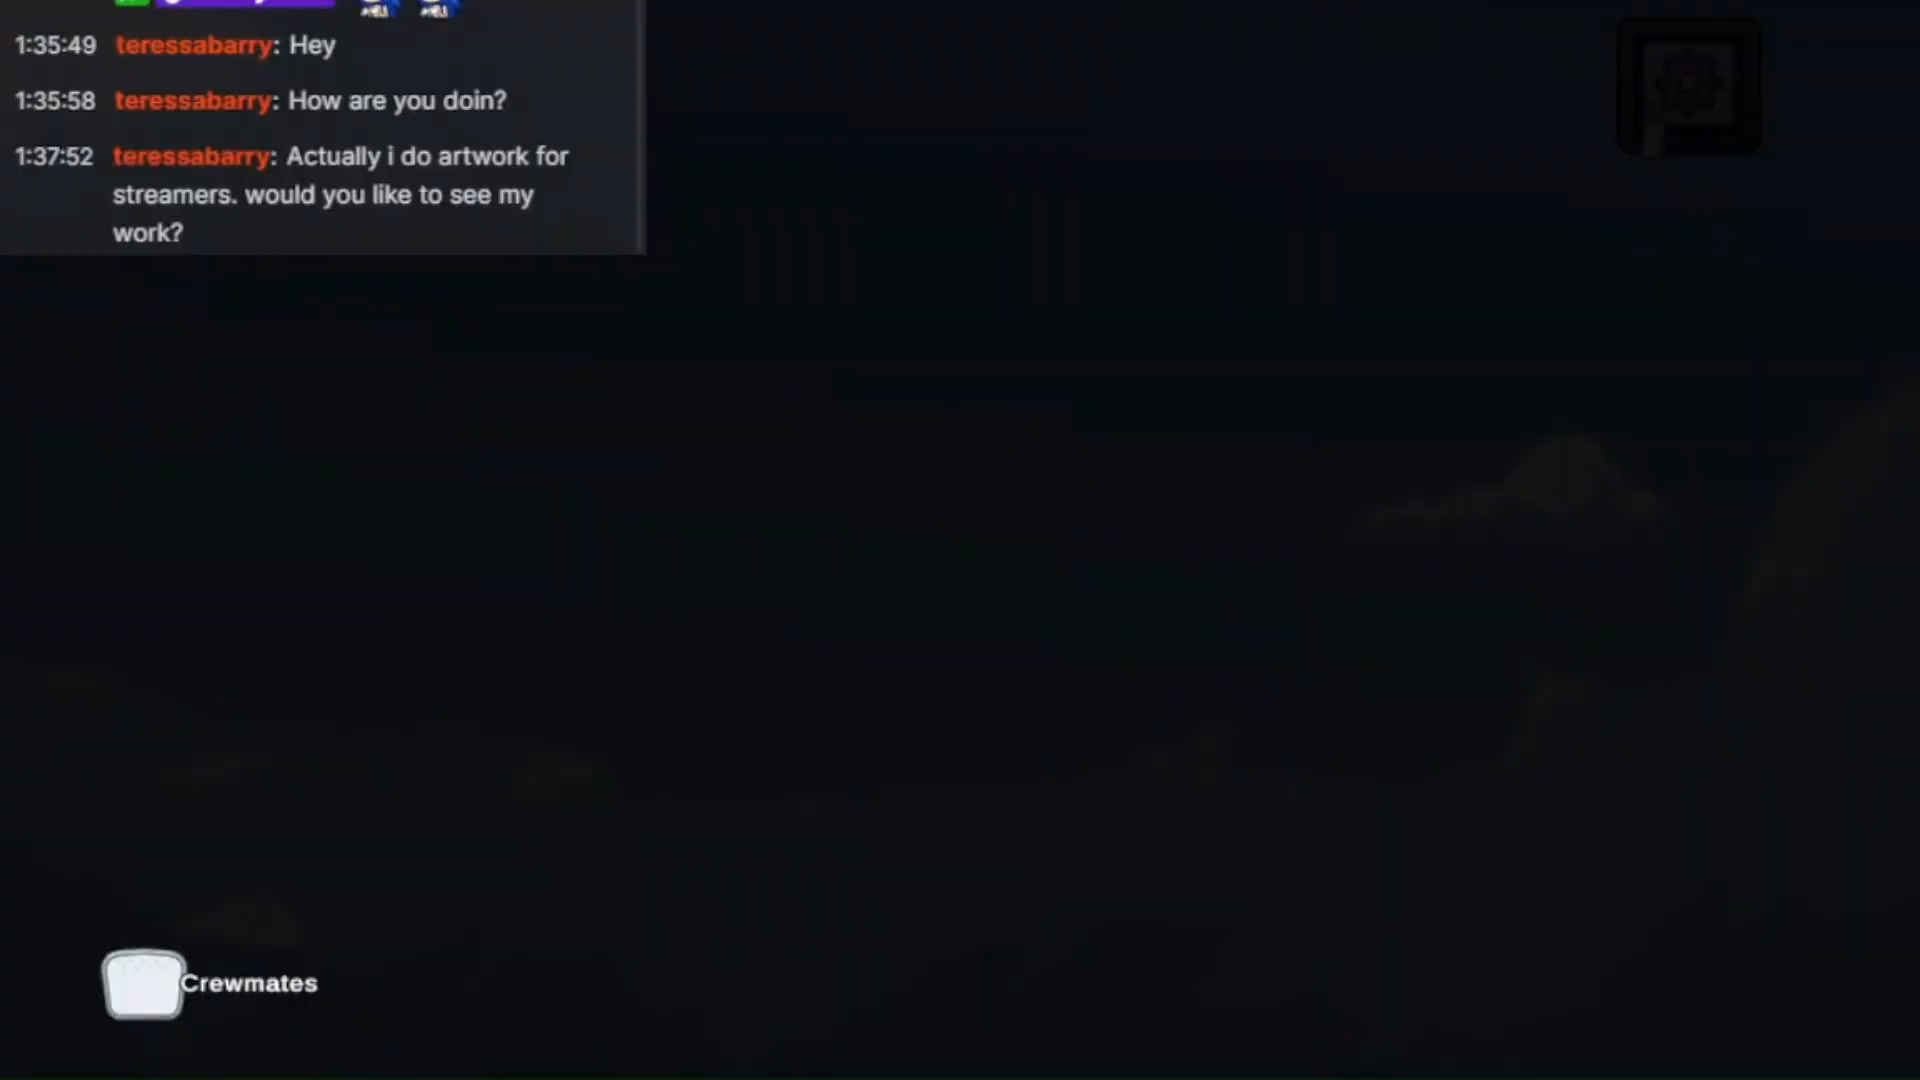 1:35:49 teressabarry: Hey
1:35:58 teressabarry: How are you doin?
1:37:52 teressabarry: Actually i do artwork for
streamers. would you like to see my
work?
Crewmates